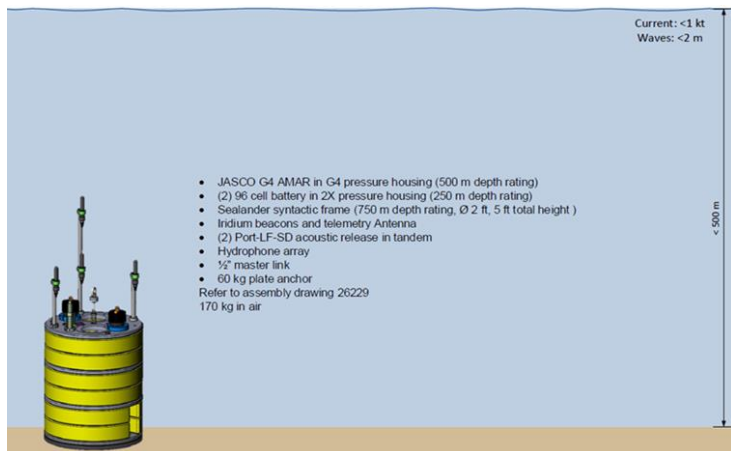 Current: <1 kt
Waves: <2 m
• JASCO G4 AMAR in G4 pressure housing (500 m depth rating)
• (2) 96 cell battery in 2X pressure housing (250 m depth rating)
• Sealander syntactic frame (750 m depth rating, Ø 2 ft, 5 ft total height )
• Iridium beacons and telemetry Antenna
• (2) Port-LF-SD acoustic release in tandem
• Hydrophone array
• ½" master link
• 60 kg plate anchor
Refer to assembly drawing 26229
170 kg in air
< 500 m